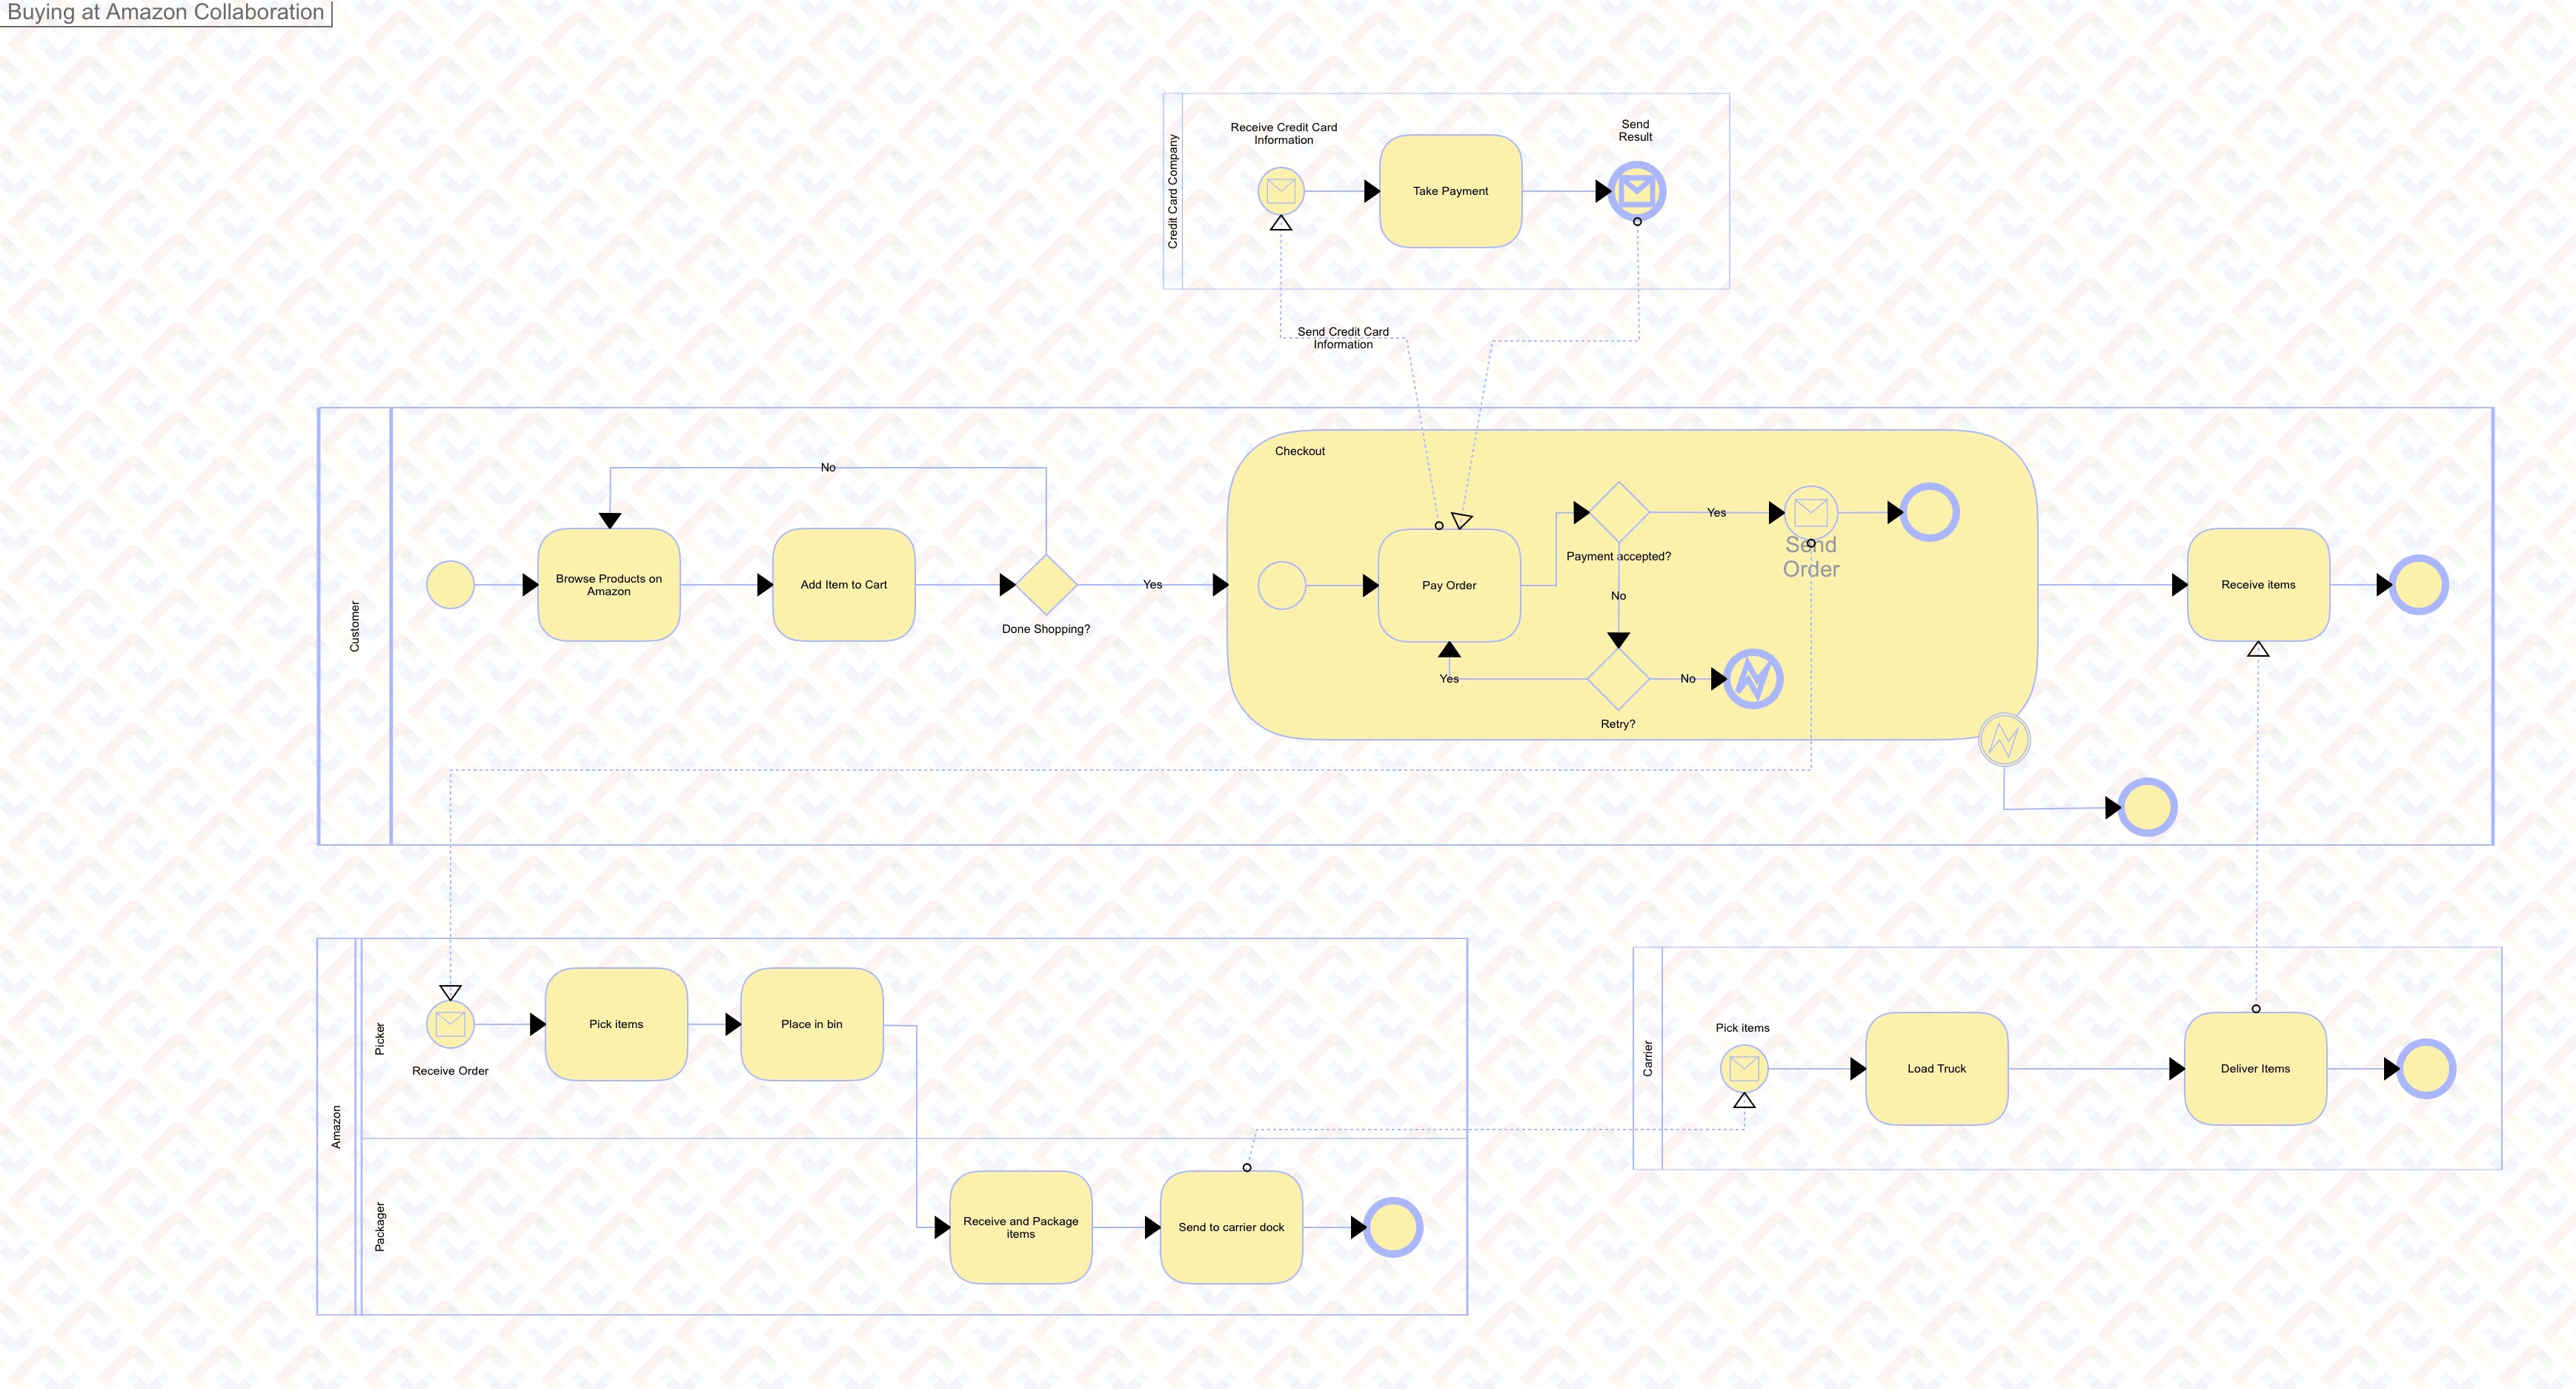 Buying at Amazon Collaboration
Credit Card Company
Receive Credit Card
Information
Take Payment
Send
Result
Send Credit Card
Information
Customer
No
Browse Products on
Amazon
Add Item to Cart
Done Shopping?
Yes
Checkout
Pay Order
Payment accepted?
Yes
Send
Order
No
Yes
Retry?
No
Receive items
Amazon
Picker
Receive Order
Pick items
Place in bin
Packager
Receive and Package
items
Send to carrier dock
Carrier
Pick items
Load Truck
Deliver Items